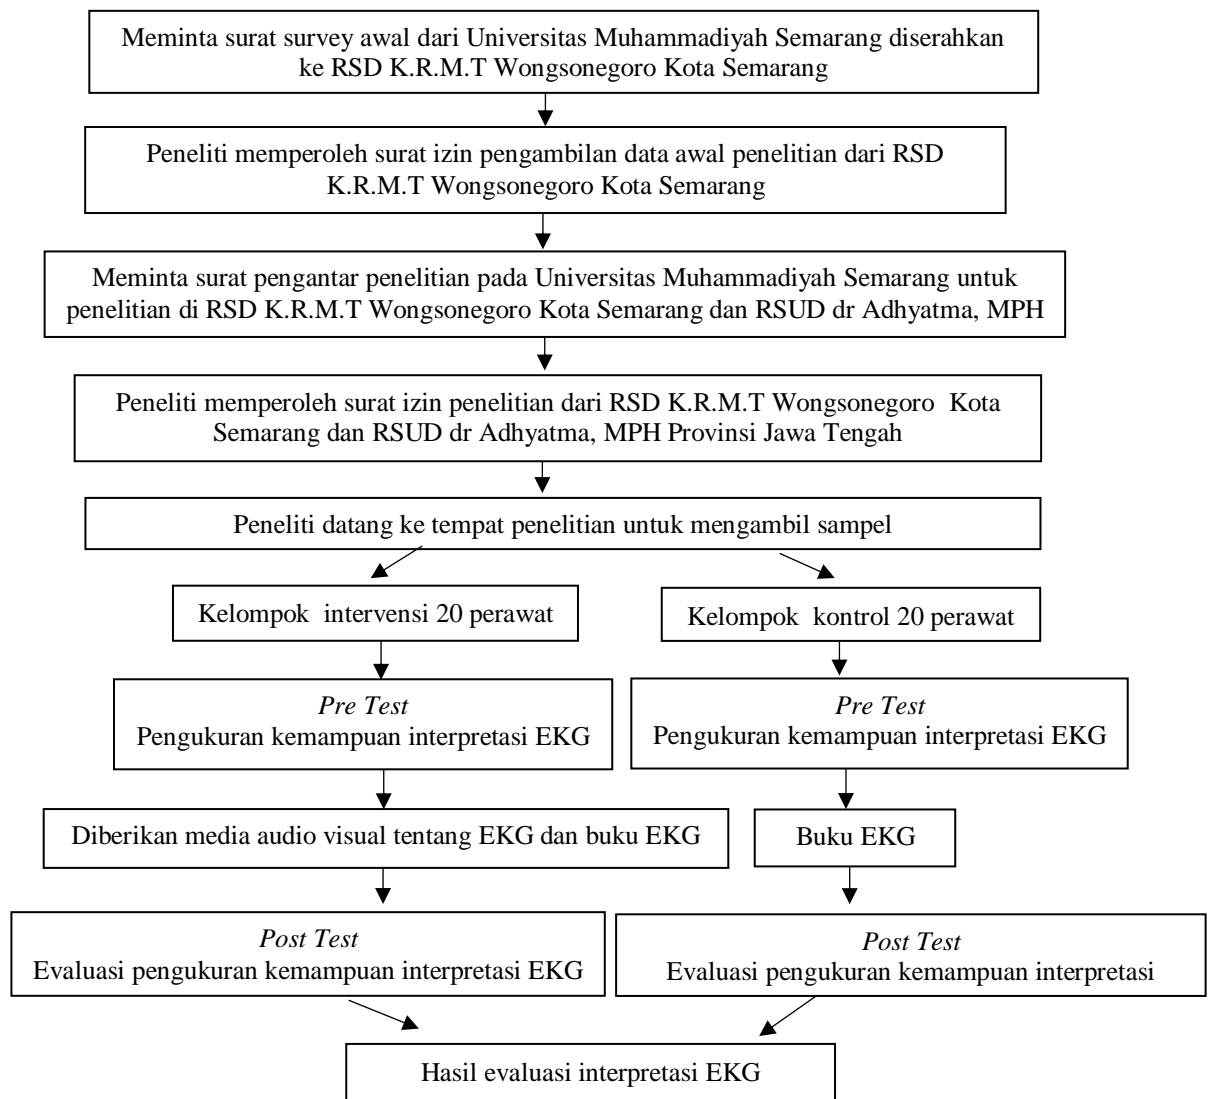 Meminta surat survey awal dari Universitas Muhammadiyah Semarang diserahkan
ke RSD K.R.M.T Wongsonegoro Kota Semarang
Peneliti memperoleh surat izin pengambilan data awal penelitian dari RSD
K.R.M.T Wongsonegoro Kota Semarang
Meminta surat pengantar penelitian pada Universitas Muhammadiyah Semarang untuk
penelitian di RSD K.R.M.T Wongsonegoro Kota Semarang dan RSUD dr Adhyatma, MPH
Peneliti memperoleh surat izin penelitian dari RSD K.R.M.T Wongsonegoro Kota
Semarang dan RSUD dr Adhyatma, MPH Provinsi Jawa Tengah
Peneliti datang ke tempat penelitian untuk mengambil sampel
Kelompok intervensi 20 perawat
Kelompok kontrol 20 perawat
Pre Test
Pengukuran kemampuan interpretasi EKG
Pre Test
Pengukuran kemampuan interpretasi EKG
Diberikan media audio visual tentang EKG dan buku EKG
Buku EKG
Post Test
Evaluasi pengukuran kemampuan interpretasi EKG
Post Test
Evaluasi pengukuran kemampuan interpretasi
Hasil evaluasi interpretasi EKG